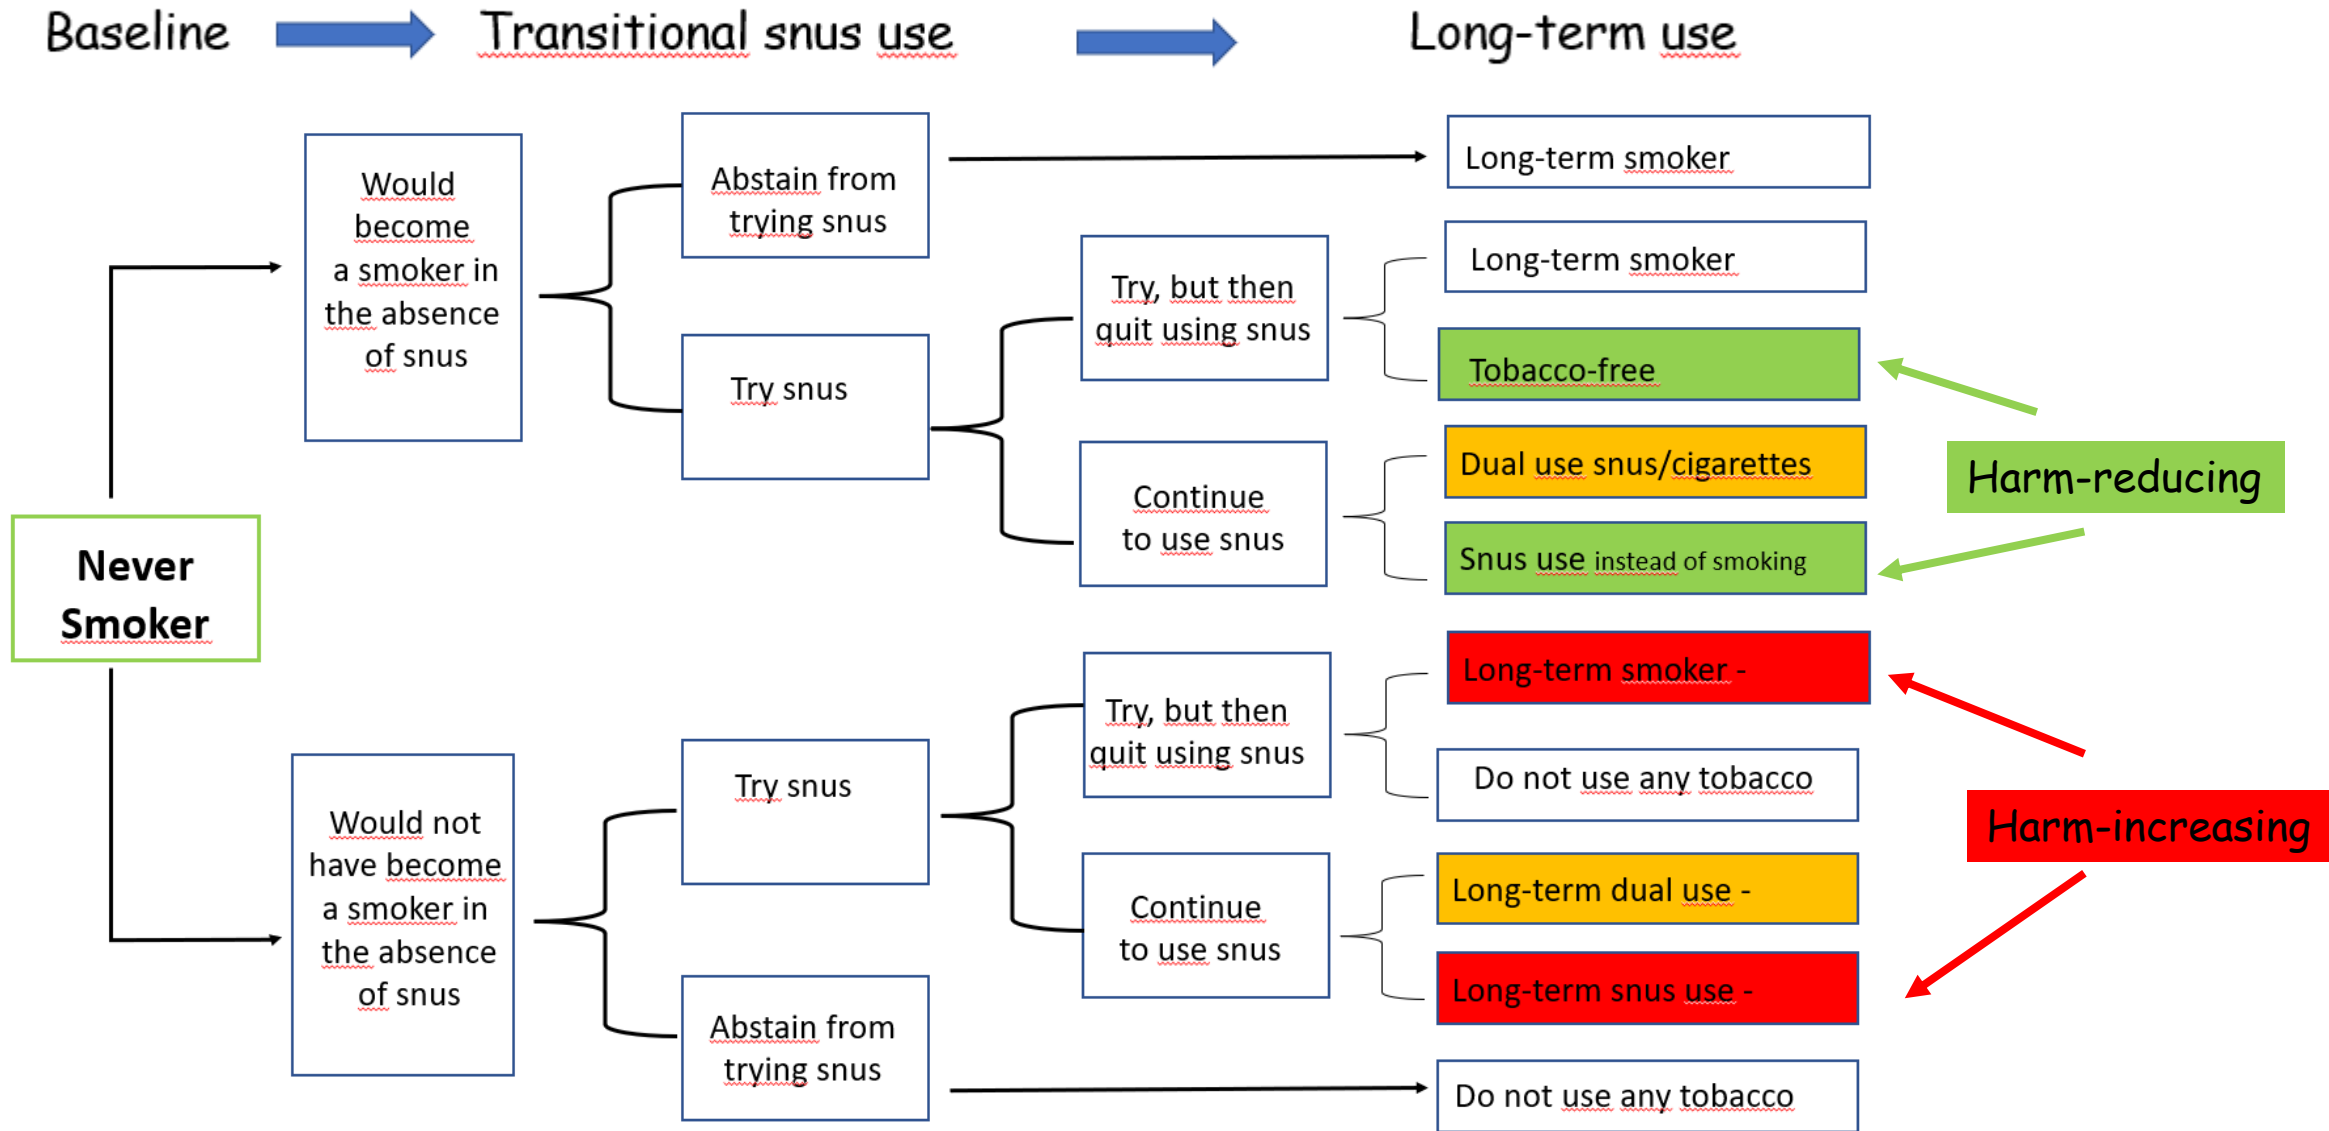 Baseline
Transitional snus use
Long-term use
Would
become
a smoker in
the absence
of snus
Abstain from
trying snus
Try snus
Try, but then
quit using snus
Continue
to use snus
Long-term smoker
Long-term smoker
Tobacco-free
Dual use snus/cigarettes
Snus use instead of smoking
Harm-reducing
Never
Smoker
Would not
have become
a smoker in
the absence
of snus
Try snus
Abstain from
trying snus
Try, but then
quit using snus
Continue
to use snus
Long-term smoker -
Do not use any tobacco
Long-term dual use -
Long-term snus use -
Do not use any tobacco
Harm-increasing